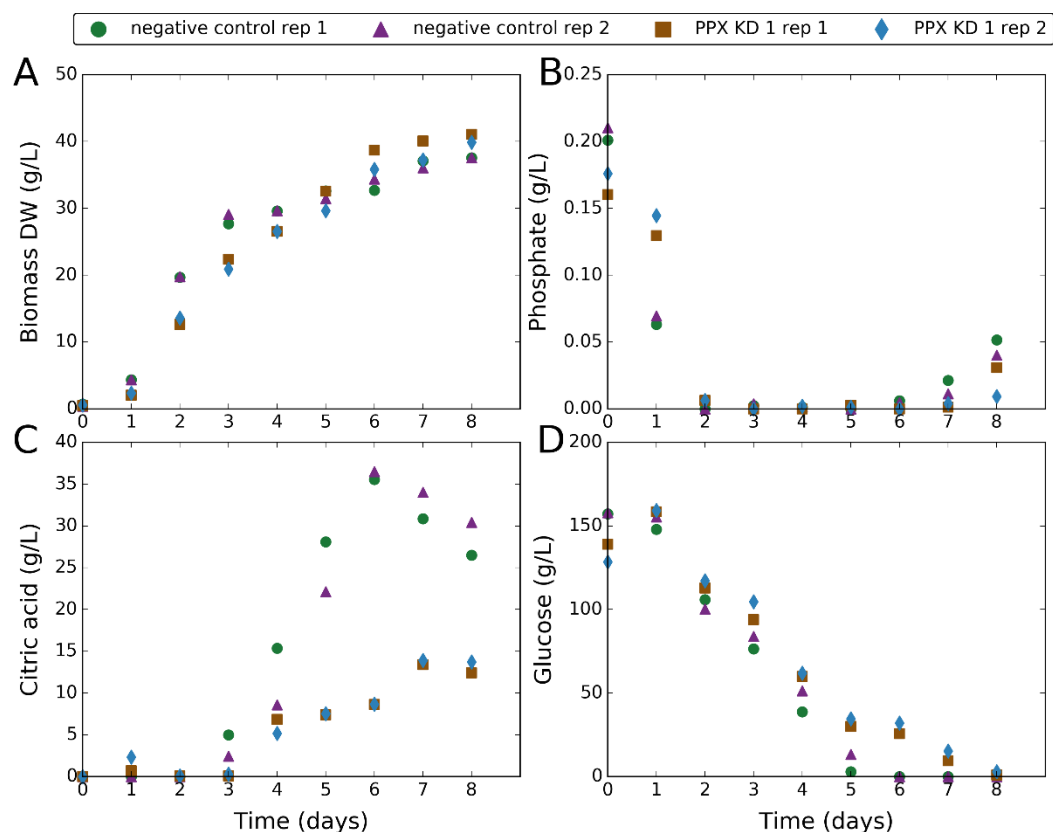 negative control rep 1 negative control rep 2 PPX KD 1 rep 1 PPX KD 1 rep 2
A
Biomass DW (g/L)
50
40
30
20
10
0
0 1 2 3 4 5 6 7 8
B
Phosphate (g/L)
0.25
0.20
0.15
0.10
0.05
0.00
0 1 2 3 4 5 6 7 8
C
Citric acid (g/L)
40
35
30
25
20
15
10
5
0
0 1 2 3 4 5 6 7 8
Time (days)
D
Glucose (g/L)
200
150
100
50
0
0 1 2 3 4 5 6 7 8
Time (days)